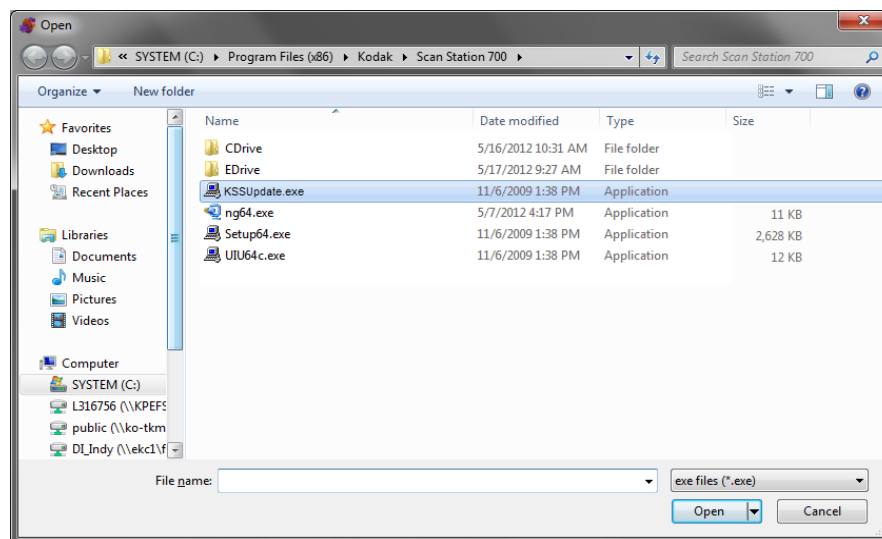 Open
« SYSTEM (C:) ▸ Program Files (x86) ▸ Kodak ▸ Scan Station 700 ▸
Search Scan Station 700
Organize
New folder
Favorites
Desktop
Downloads
Recent Places
Libraries
Documents
Music
Pictures
Videos
Computer
SYSTEM (C:)
L316756 (\\KPEFS
public (\\ko-tkm
DI_Indy (\\ekc1\f
Name Date modified Type Size
CDrive 5/16/2012 10:31 AM File folder
EDrive 5/17/2012 9:27 AM File folder
KSSUpdate.exe 11/6/2009 1:38 PM Application
ng64.exe 5/7/2012 4:17 PM Application 11 KB
Setup64.exe 11/6/2009 1:38 PM Application 2,628 KB
UIU64c.exe 11/6/2009 1:38 PM Application 12 KB
File name:
exe files (*.exe)
Open
Cancel